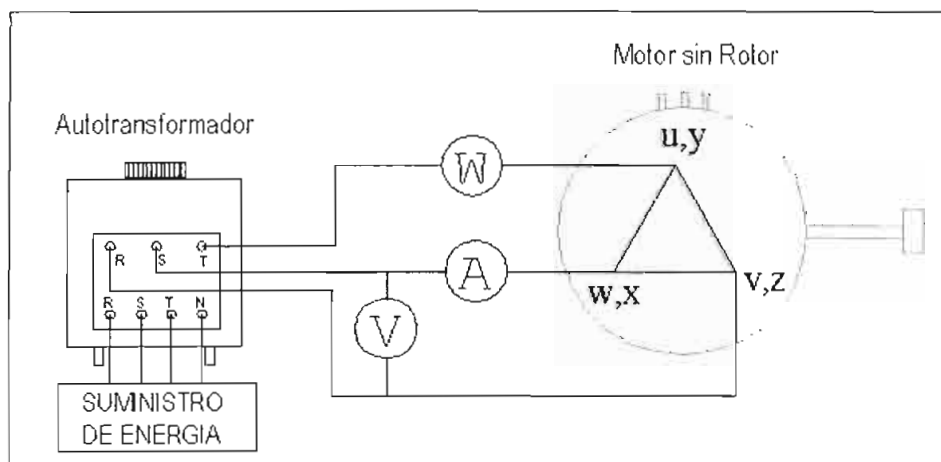 Motor sin Rotor
Autotransformador
u,y
W
R S T
A
w,x
v,z
R S T N
V
SUMINISTRO
DE ENERGIA